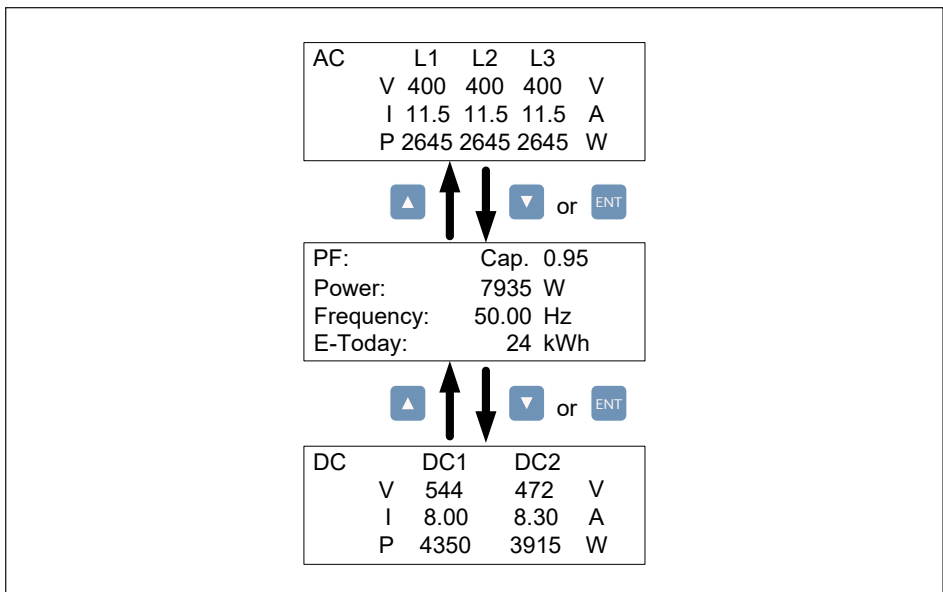 AC L1 L2 L3
V 400 400 400 V
I 11.5 11.5 11.5 A
P 2645 2645 2645 W
▲ ▼ or ENT
PF: Cap. 0.95
Power: 7935 W
Frequency: 50.00 Hz
E-Today: 24 kWh
▲ ▼ or ENT
DC DC1 DC2
V 544 472 V
I 8.00 8.30 A
P 4350 3915 W